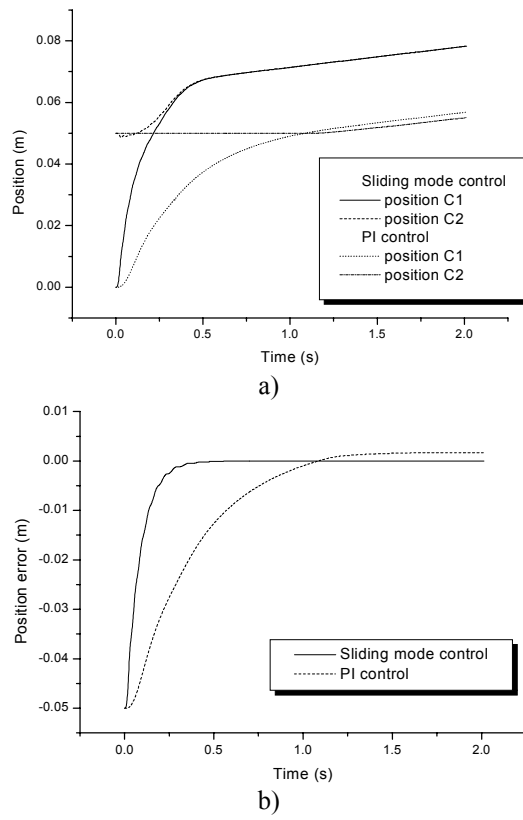 0.08
0.06
0.04
0.02
0.00
Position (m)
Sliding mode control
position C1
position C2
PI control
position C1
position C2
0.0 0.5 1.0 1.5 2.0
Time (s)
a)
0.01
0.00
-0.01
-0.02
-0.03
-0.04
-0.05
Position error (m)
Sliding mode control
PI control
0.0 0.5 1.0 1.5 2.0
Time (s)
b)